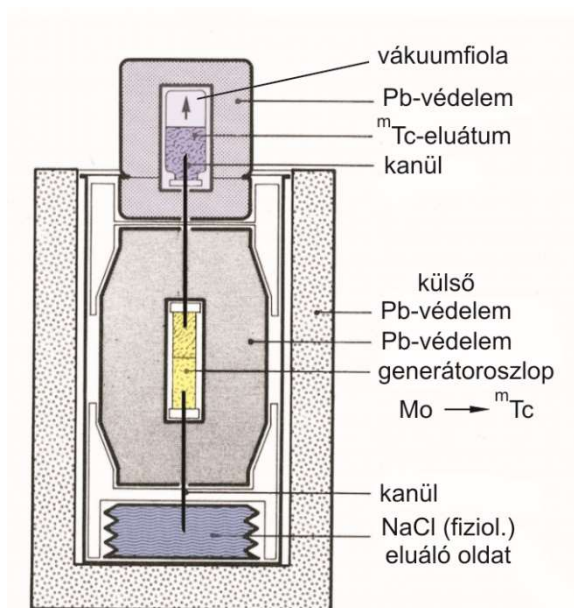 vákuumfiola
Pb-védelem
ᵐTc-eluátum
kanül
külső
Pb-védelem
Pb-védelem
generátoroszlop
Mo ⟶ ᵐTc
kanül
NaCl (fiziol.)
eluáló oldat